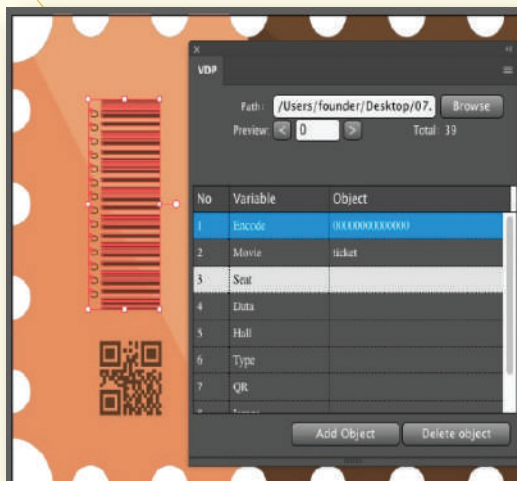 x
VDP
Path: /Users/founder/Desktop/07. Browse
Preview: < 0 > Total: 39
No Variable Object
1 Encode 0000000000000
2 Movie ticket
3 Seat
4 Data
5 Hall
6 Type
7 QR
Add Object Delete object